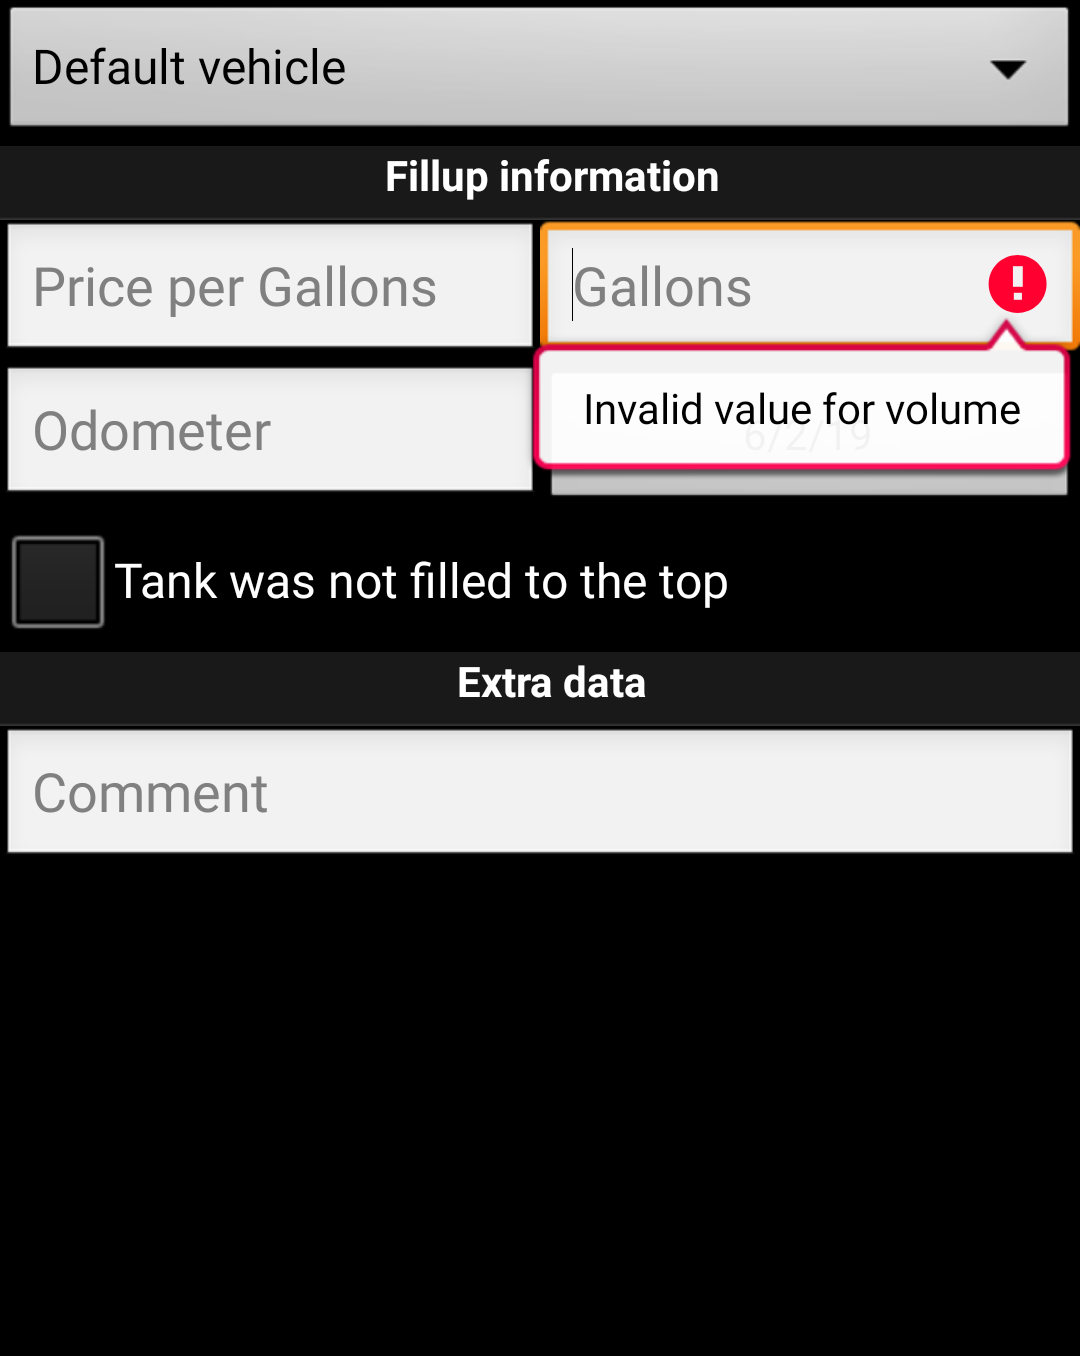 Default vehicle
Fillup information
Price per Gallons
Gallons
Invalid value for volume
Odometer
6/2/19
Tank was not filled to the top
Extra data
Comment